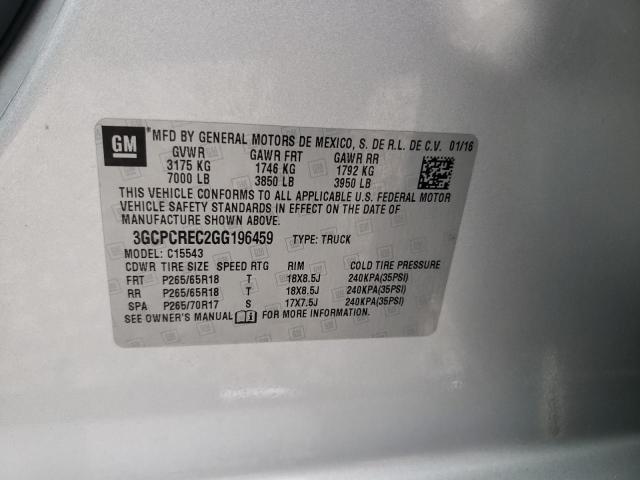 GM
*MFD BY GENERAL MOTORS DE MEXICO, S. DE R.L. DE C.V. 01/16
GVWR GAWR FRT GAWR RR
3175 KG 1746 KG 1792 KG
7000 LB 3850 LB 3950 LB
THIS VEHICLE CONFORMS TO ALL APPLICABLE U.S. FEDERAL MOTOR
VEHICLE SAFETY STANDARDS IN EFFECT ON THE DATE OF
MANUFACTURE SHOWN ABOVE.
3GCPCREC2GG196459 TYPE: TRUCK
MODEL: C15543
CDWR TIRE SIZE SPEED RTG RIM COLD TIRE PRESSURE
FRT P265/65R18 T 18X8.5J 240KPA(35PSI)
RR P265/65R18 T 18X8.5J 240KPA(35PSI)
SPA P265/70R17 S 17X7.5J 240KPA(35PSI)
SEE OWNER'S MANUAL FOR MORE INFORMATION.